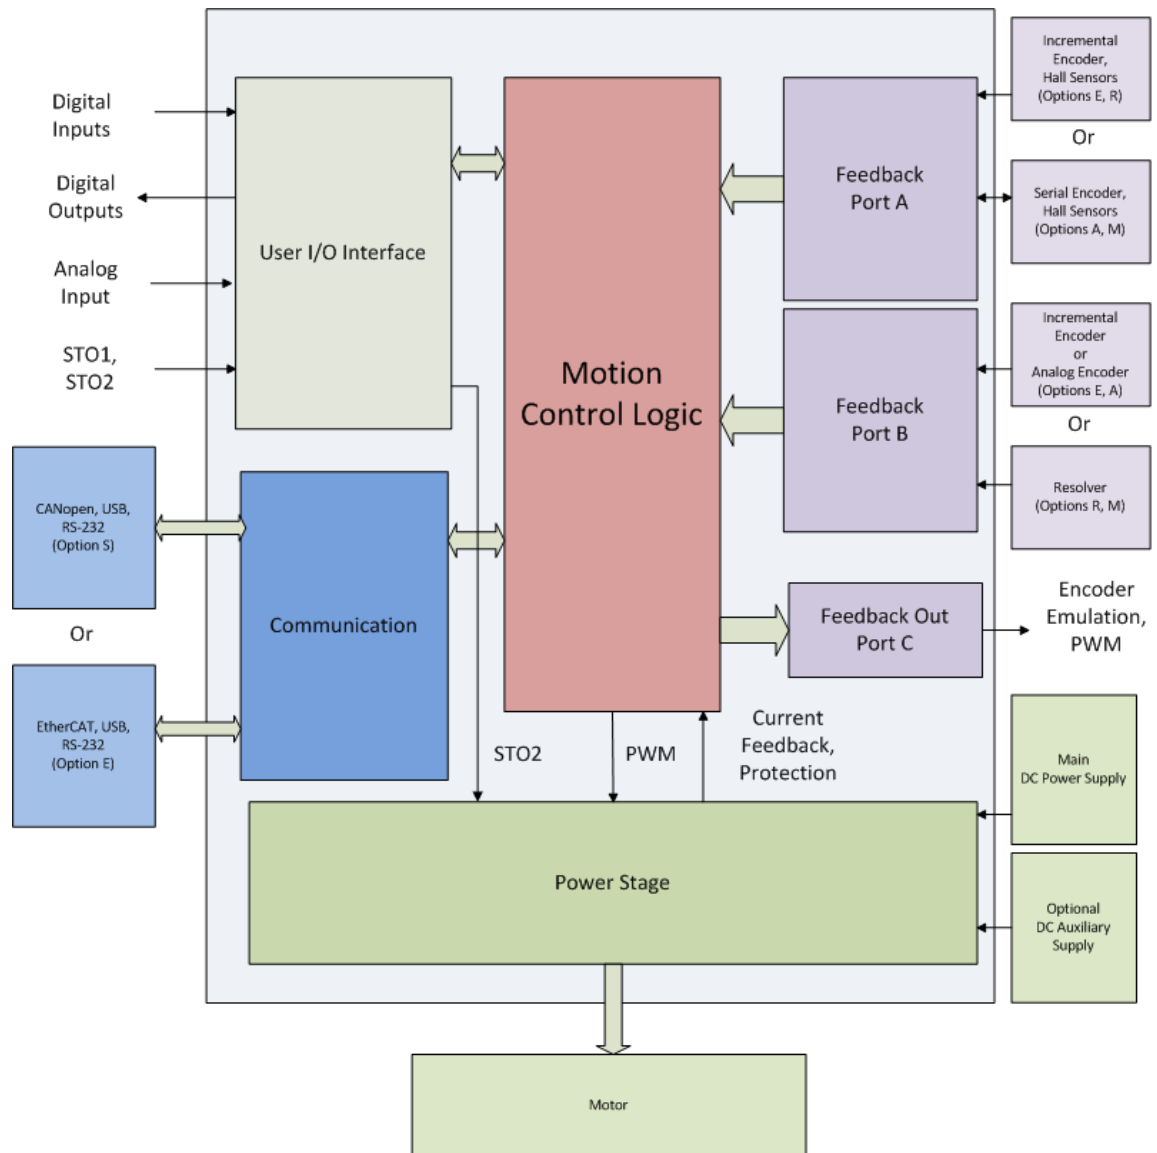 Digital
Inputs
Digital
Outputs
Analog
Input
STO1,
STO2
User I/O Interface
Motion
Control Logic
Feedback
Port A
Feedback
Port B
Incremental
Encoder,
Hall Sensors
(Options E, R)
Or
Serial Encoder,
Hall Sensors
(Options A, M)
Incremental
Encoder
or
Analog Encoder
(Options E, A)
Or
Resolver
(Options R, M)
CANopen, USB,
RS-232
(Option S)
Or
EtherCAT, USB,
RS-232
(Option E)
Communication
Feedback Out
Port C
Encoder
Emulation,
PWM
STO2
PWM
Current
Feedback,
Protection
Main
DC Power Supply
Power Stage
Optional
DC Auxiliary
Supply
Motor